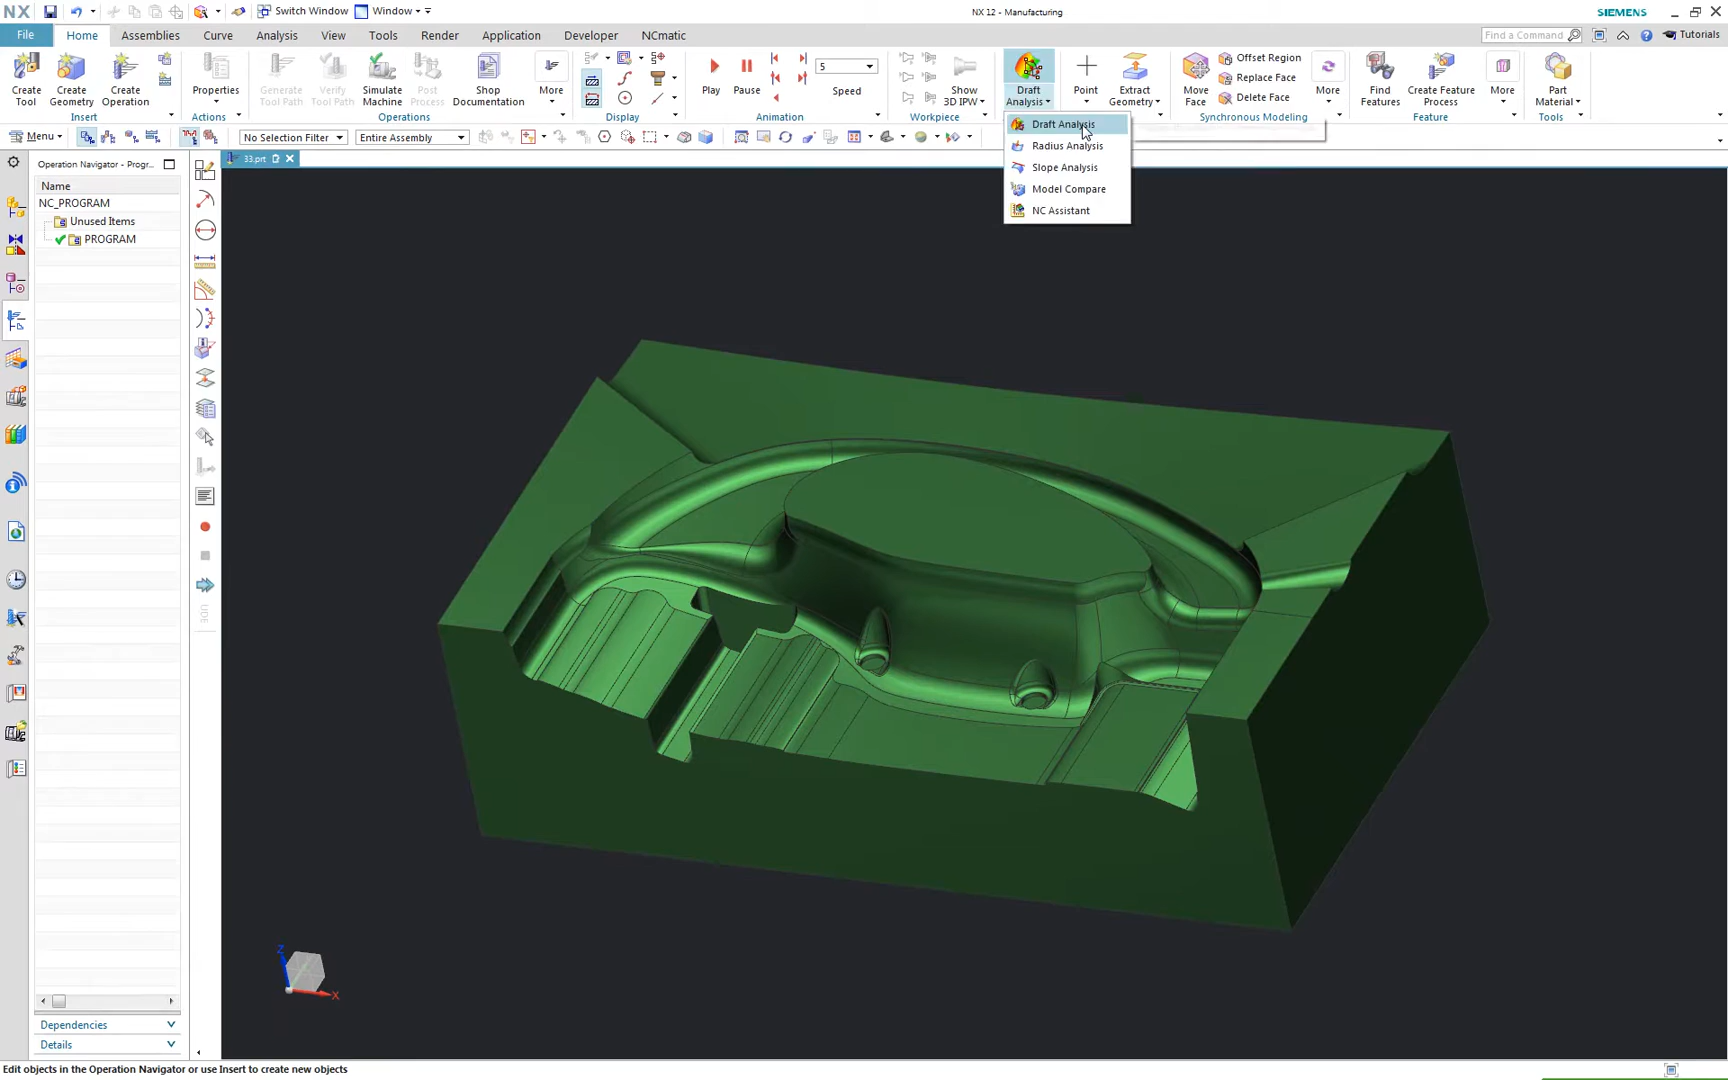 NX Switch Window Window NX 12 - Manufacturing SIEMENS
File Home Assemblies Curve Analysis View Tools Render Application Developer NCmatic Find a Command Tutorials
Create Tool
Create Geometry
Create Operation
Insert
Properties
Actions
Generate Tool Path
Verify Tool Path
Simulate Machine
Post Process
Shop Documentation
More
Operations
Display
Play
Pause
5
Speed
Animation
Show 3D IPW
Workpiece
Draft Analysis
Point
Extract Geometry
Move Face
Offset Region
Replace Face
Delete Face
More
Synchronous Modeling
Find Features
Create Feature Process
More
Feature
Part Material
Tools
Draft Analysis
Radius Analysis
Slope Analysis
Model Compare
NC Assistant
Menu No Selection Filter Entire Assembly
Operation Navigator - Progr...
33.prt
Name
NC_PROGRAM
Unused Items
PROGRAM
UDE
Z
X
Dependencies
Details
Edit objects in the Operation Navigator or use Insert to create new objects